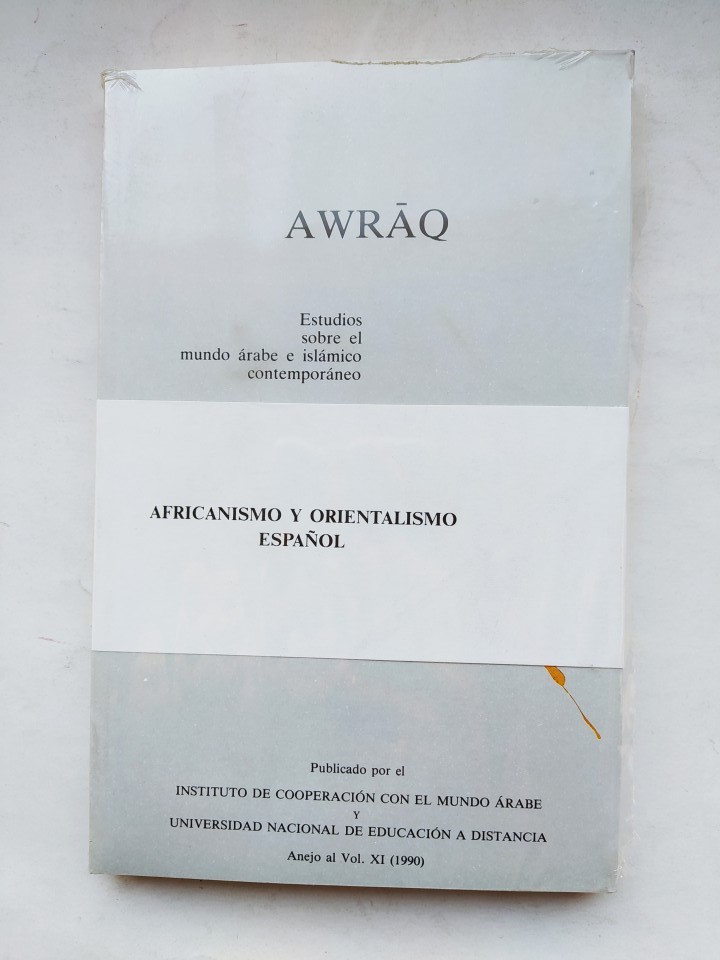 AWRĀQ
Estudios
sobre el
mundo árabe e islámico
contemporáneo
AFRICANISMO Y ORIENTALISMO
ESPAÑOL
Publicado por el
INSTITUTO DE COOPERACIÓN CON EL MUNDO ÁRABE
Y
UNIVERSIDAD NACIONAL DE EDUCACIÓN A DISTANCIA
Anejo al Vol. XI (1990)